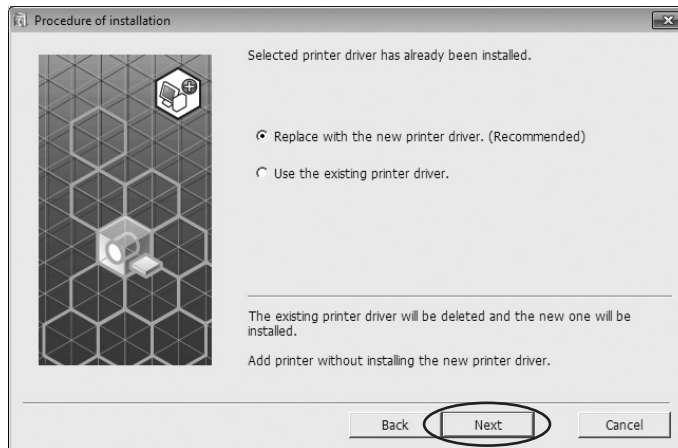 Procedure of installation
Selected printer driver has already been installed.
Replace with the new printer driver. (Recommended)
Use the existing printer driver.
The existing printer driver will be deleted and the new one will be
installed.
Add printer without installing the new printer driver.
Back
Next
Cancel